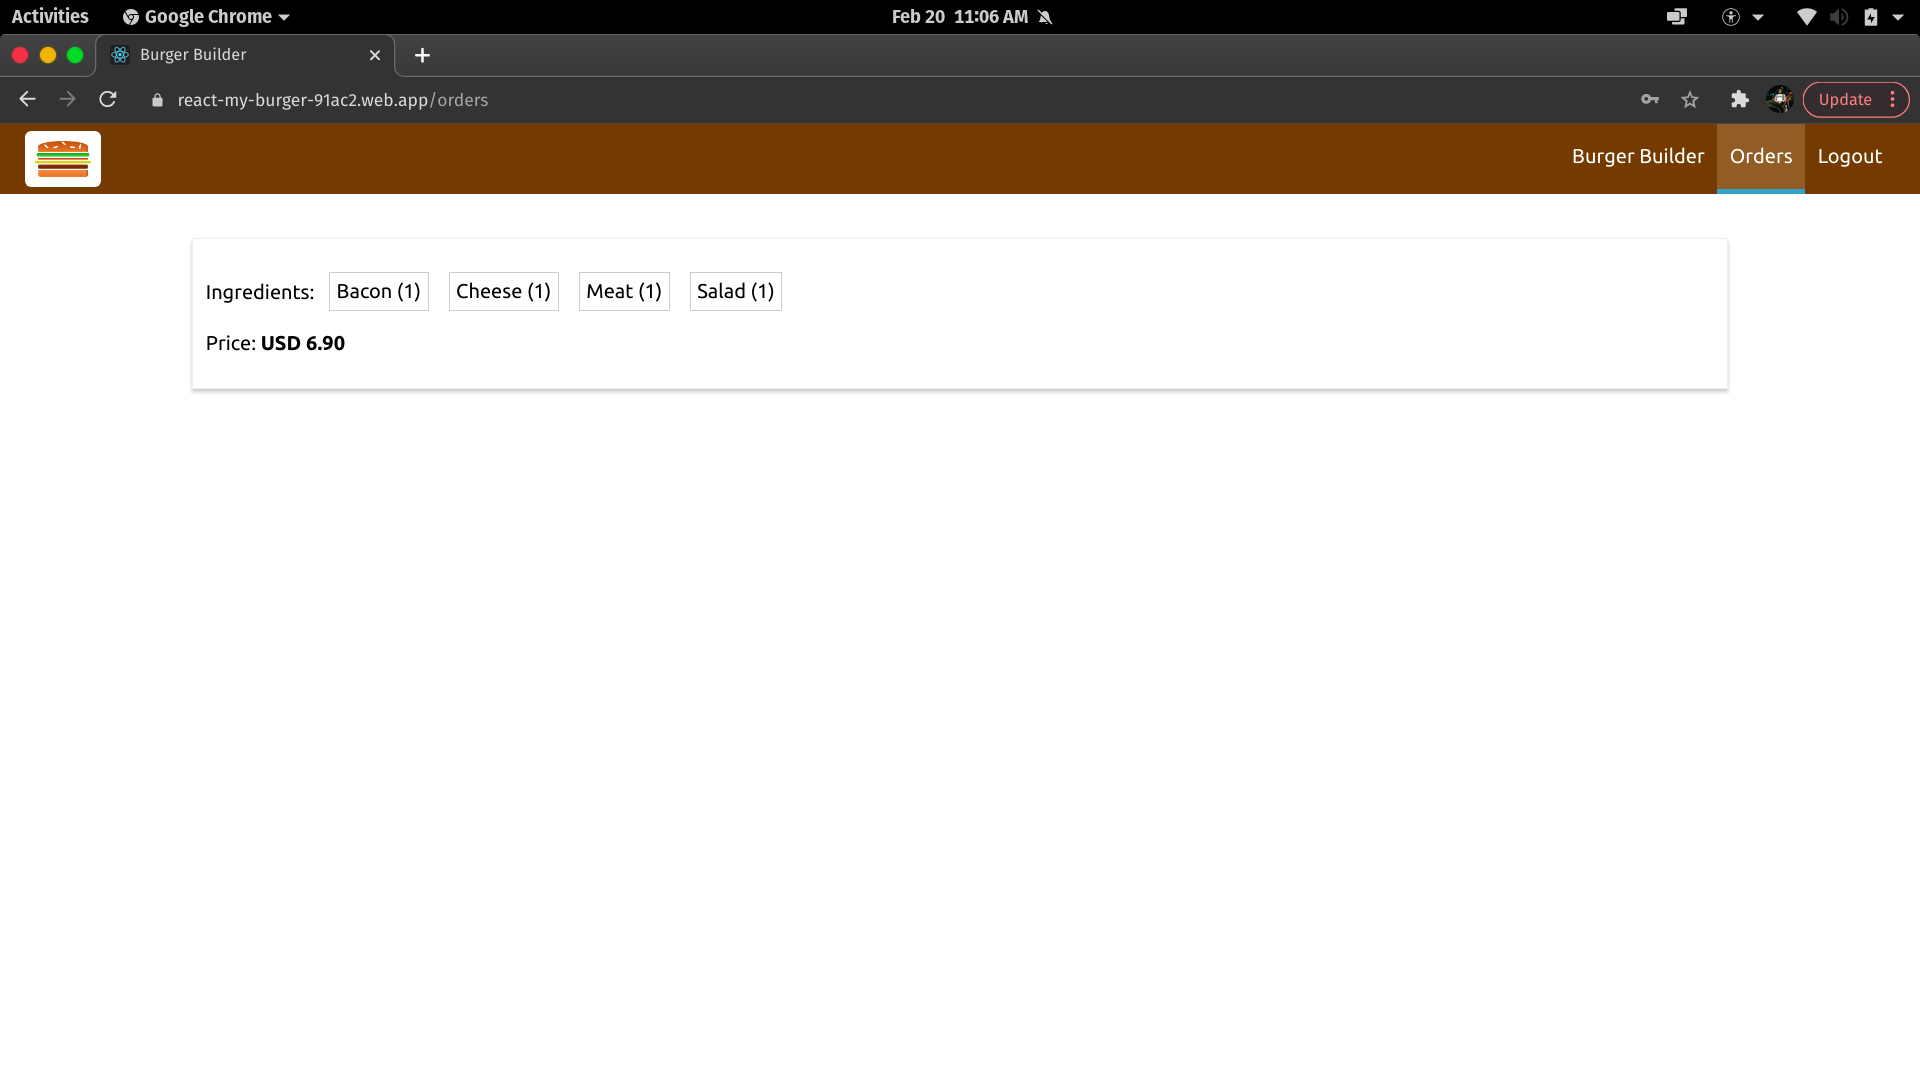 Activities Google Chrome Feb 20 11:06 AM
Burger Builder
react-my-burger-91ac2.web.app/orders Update
Burger Builder Orders Logout
Ingredients: Bacon (1) Cheese (1) Meat (1) Salad (1)
Price: USD 6.90